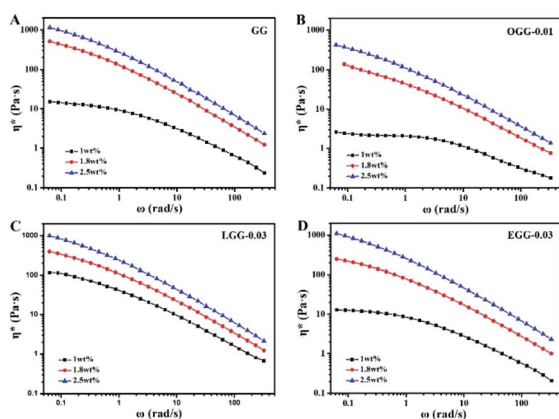 A
GG
η* (Pa·s)
1000
100
10
1
0.1
1wt%
1.8wt%
2.5wt%
0.1
1
10
100
ω (rad/s)
B
OGG-0.01
η* (Pa·s)
1000
100
10
1
0.1
1wt%
1.8wt%
2.5wt%
0.1
1
10
100
ω (rad/s)
C
LGG-0.03
η* (Pa·s)
1000
100
10
1
0.1
1wt%
1.8wt%
2.5wt%
0.1
1
10
100
ω (rad/s)
D
EGG-0.03
η* (Pa·s)
1000
100
10
1
0.1
1wt%
1.8wt%
2.5wt%
0.1
1
10
100
ω (rad/s)